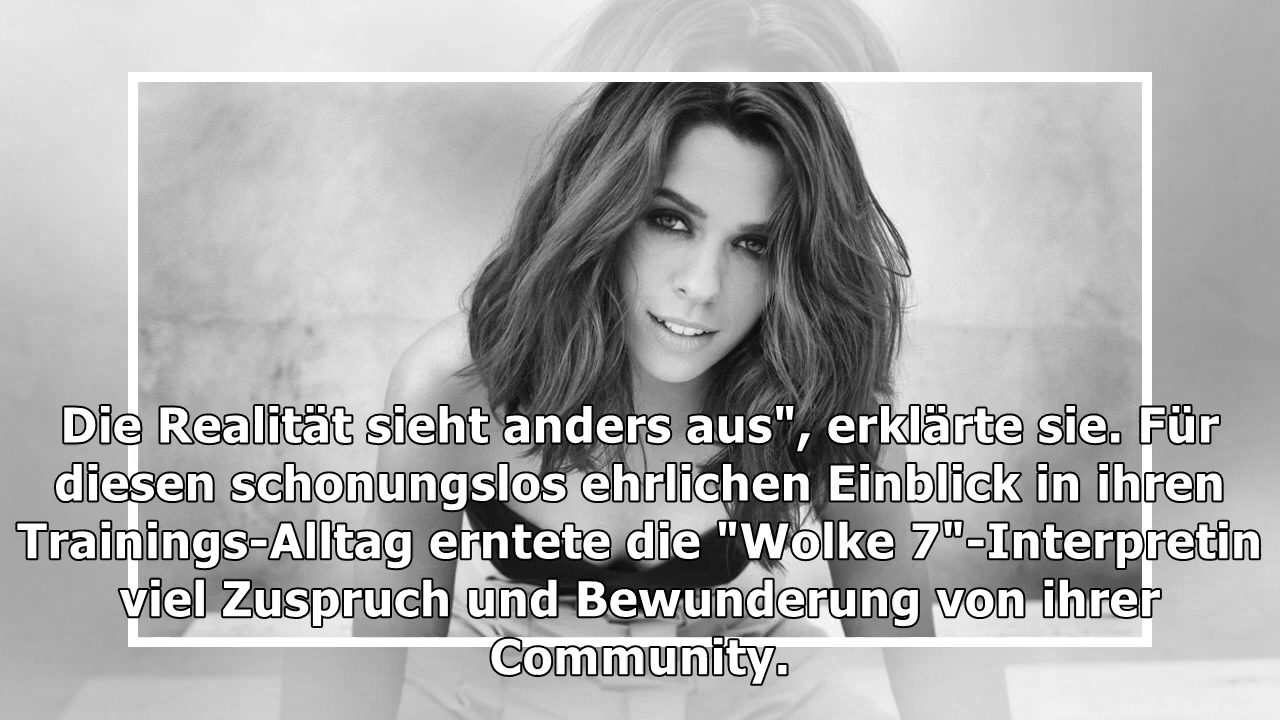 Die Realität sieht anders aus", erklärte sie. Für
diesen schonungslos ehrlichen Einblick in ihren
Trainings-Alltag erntete die "Wolke 7"-Interpretin
viel Zuspruch und Bewunderung von ihrer
Community.